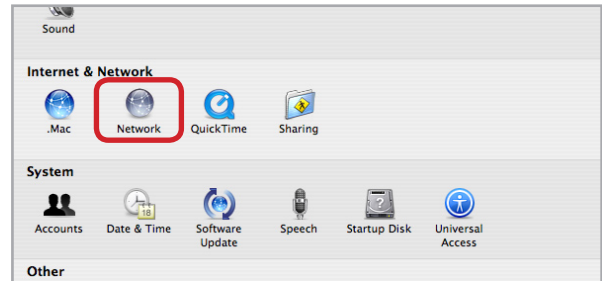 Sound
Internet & Network
.Mac Network QuickTime Sharing
System
18
Accounts Date & Time Software Update Speech Startup Disk Universal Access
Other